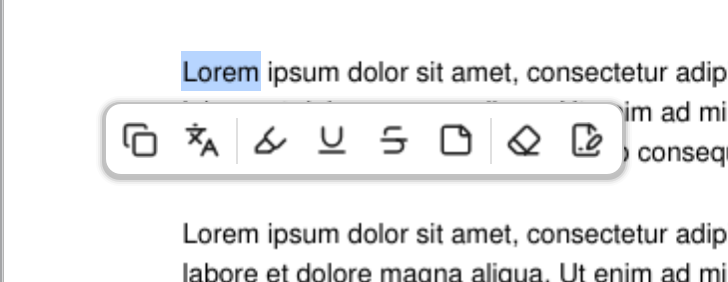 Lorem ipsum dolor sit amet, consectetur adip
im ad mi
consequ
Lorem ipsum dolor sit amet, consectetur adip
labore et dolore magna aliqua. Ut enim ad mi